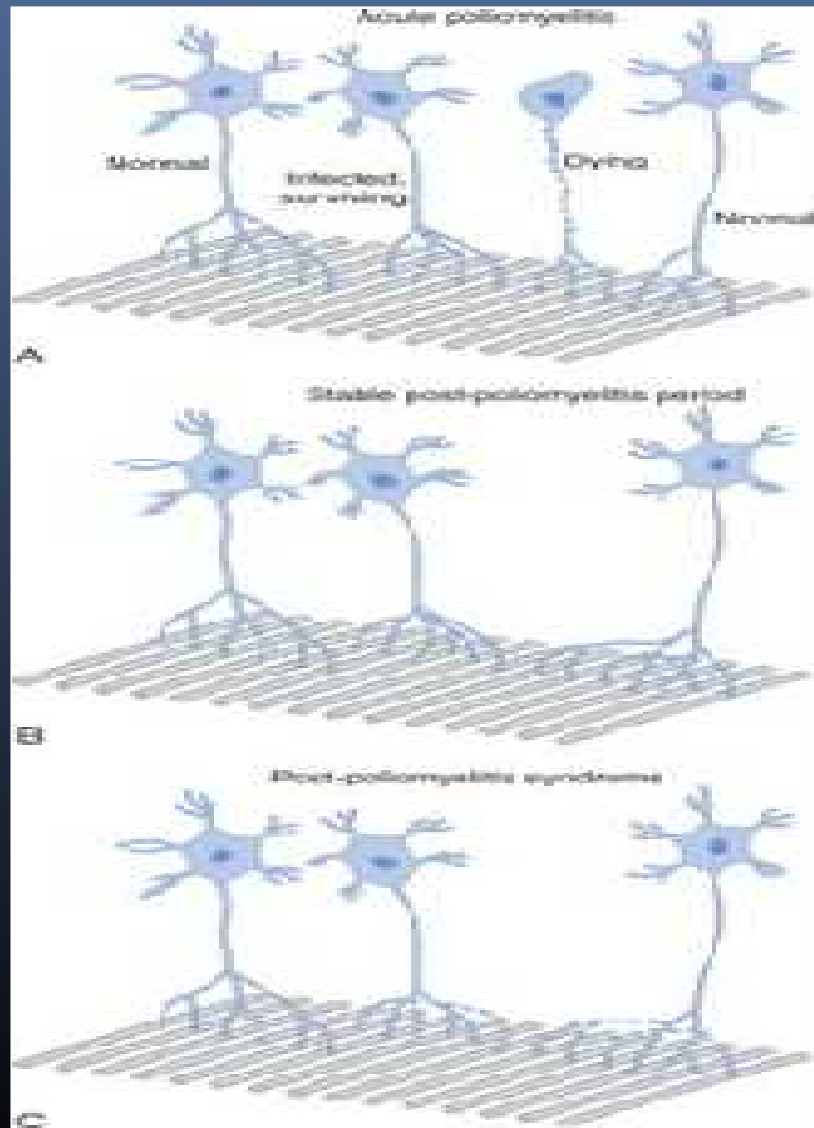 Acute poliomyelitis
Normal
Infected,
surviving
Dying
Normal
A
Stable post-poliomyelitis period
B
Post-poliomyelitis syndrome
C